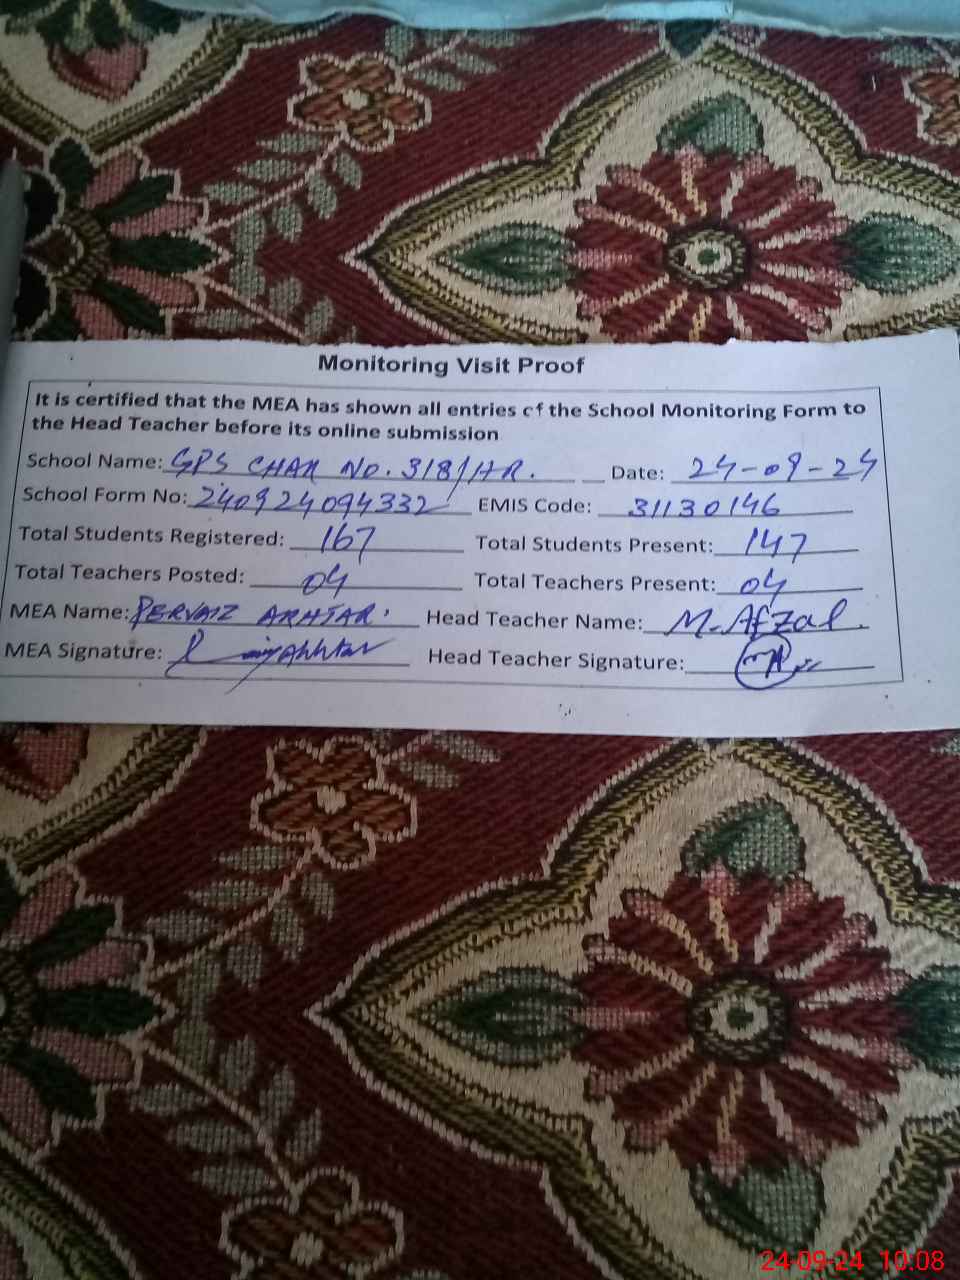 Monitoring Visit Proof
It is certified that the MEA has shown all entries of the School Monitoring Form to
the Head Teacher before its online submission
School Name: GPS CHAK NO. 318/HR. Date: 24-09-24
School Form No: 240924094332 EMIS Code: 31130146
Total Students Registered: 167 Total Students Present: 147
Total Teachers Posted: 04 Total Teachers Present: 04
MEA Name: PERVAIZ AKHTAR. Head Teacher Name: M. Afzal.
MEA Signature: Head Teacher Signature:
24-09-24 10:08